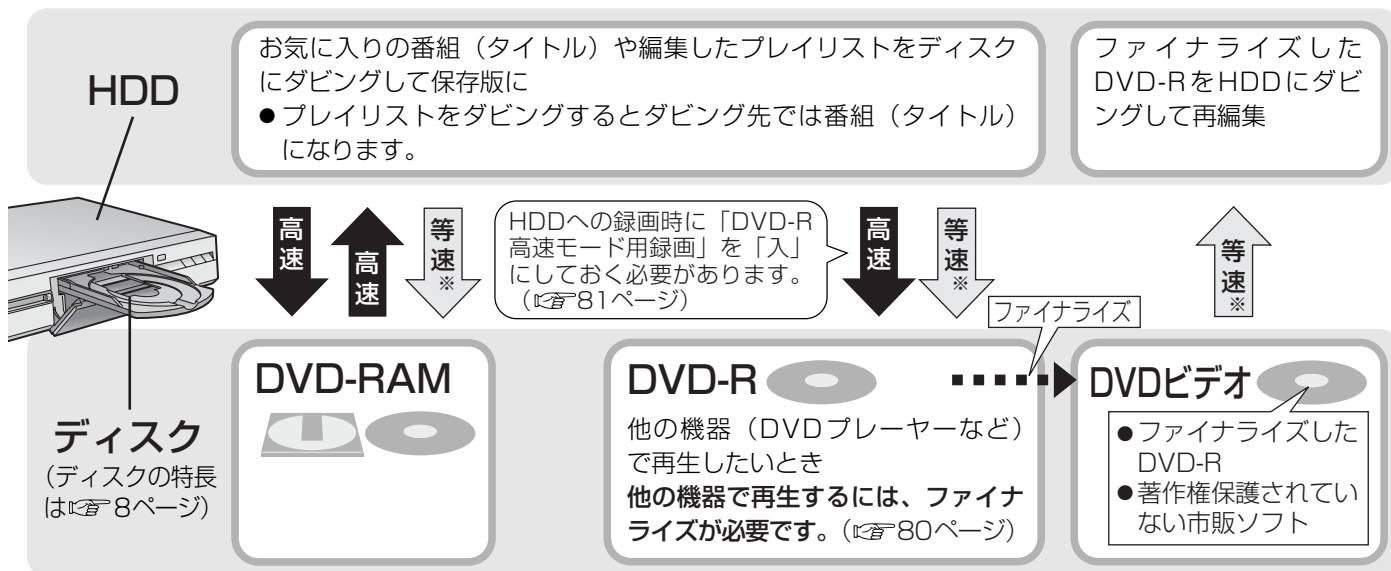 HDD
お気に入りの番組（タイトル）や編集したプレイリストをディスク
にダビングして保存版に
●プレイリストをダビングするとダビング先では番組（タイトル）
になります。
ファイナライズした
DVD-RをHDDにダビ
ングして再編集
高速
高速
等速※
HDDへの録画時に「DVD-R
高速モード用録画」を「入」
にしておく必要があります。
（☞81ページ）
高速
等速※
等速※
ファイナライズ
ディスク
（ディスクの特長
は☞8ページ）
DVD-RAM
DVD-R
他の機器（DVDプレーヤーなど）
で再生したいとき
他の機器で再生するには、ファイナ
ライズが必要です。（☞80ページ）
DVDビデオ
●ファイナライズした
DVD-R
●著作権保護されてい
ない市販ソフト